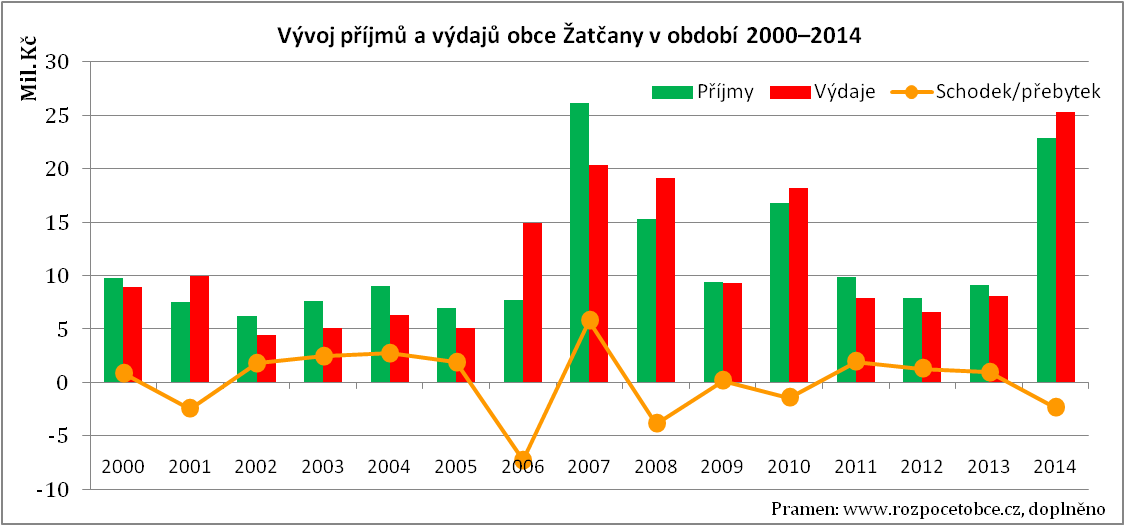 Vývoj příjmů a výdajů obce Žatčany v období 2000–2014
Mil. Kč
Příjmy Výdaje Schodek/přebytek
30
25
20
15
10
5
0
-5
-10
2000 2001 2002 2003 2004 2005 2006 2007 2008 2009 2010 2011 2012 2013 2014
Pramen: www.rozpocetobce.cz, doplněno